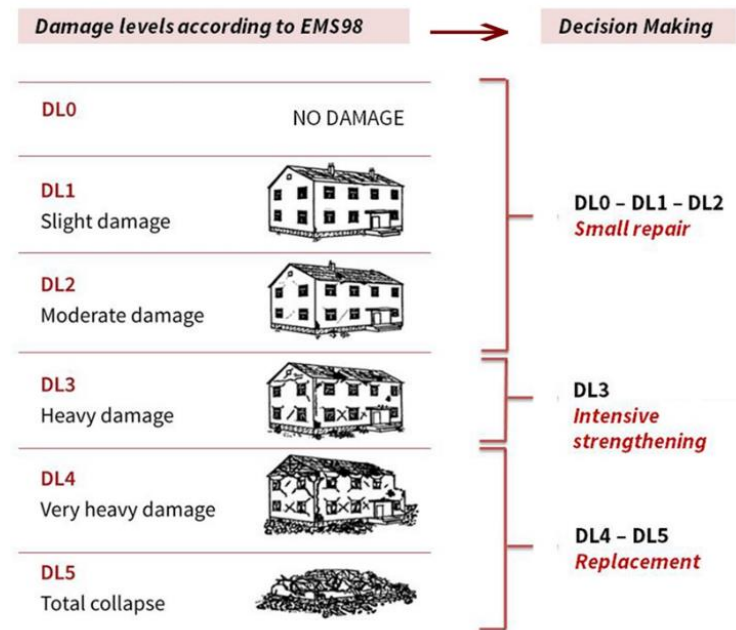 Damage levels according to EMS98
Decision Making
DL0
NO DAMAGE
DL1
Slight damage
DL2
Moderate damage
DL3
Heavy damage
DL4
Very heavy damage
DL5
Total collapse
DL0 – DL1 – DL2
Small repair
DL3
Intensive
strengthening
DL4 – DL5
Replacement